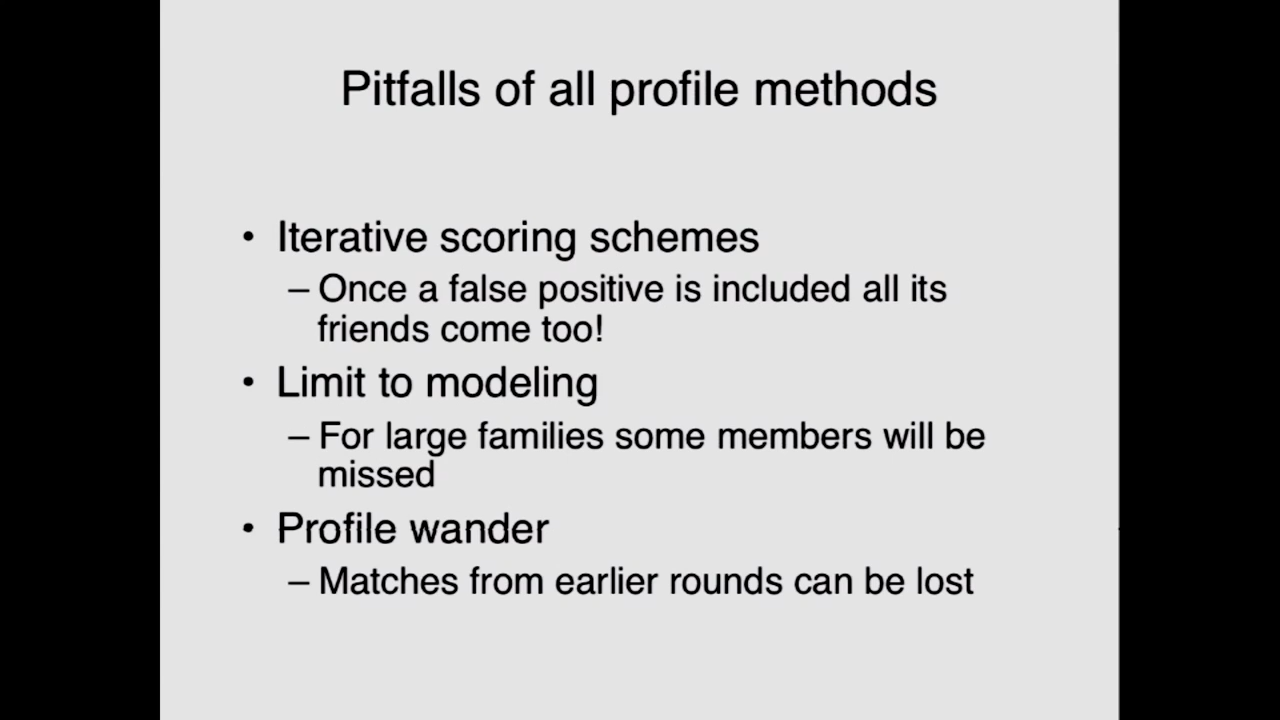 Pitfalls of all profile methods
• Iterative scoring schemes
– Once a false positive is included all its
friends come too!
• Limit to modeling
– For large families some members will be
missed
• Profile wander
– Matches from earlier rounds can be lost